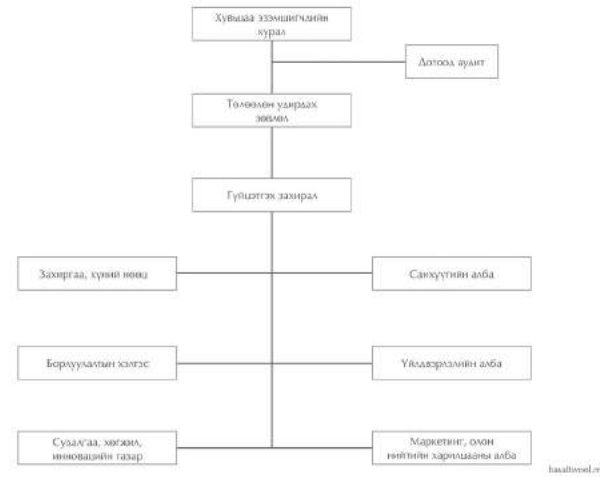 Хувьцаа эзэмшигчдийн
хурал
Дотоод аудит
Төлөөлөн удирдах
зөвлөл
Гүйцэтгэх захирал
Захиргаа, хүний нөөц
Санхүүгийн алба
Борлуулалтын хэлтэс
Үйлдвэрлэлийн алба
Судалгаа, хөгжил,
инновацийн газар
Маркетинг, олон
нийтийн харилцааны алба